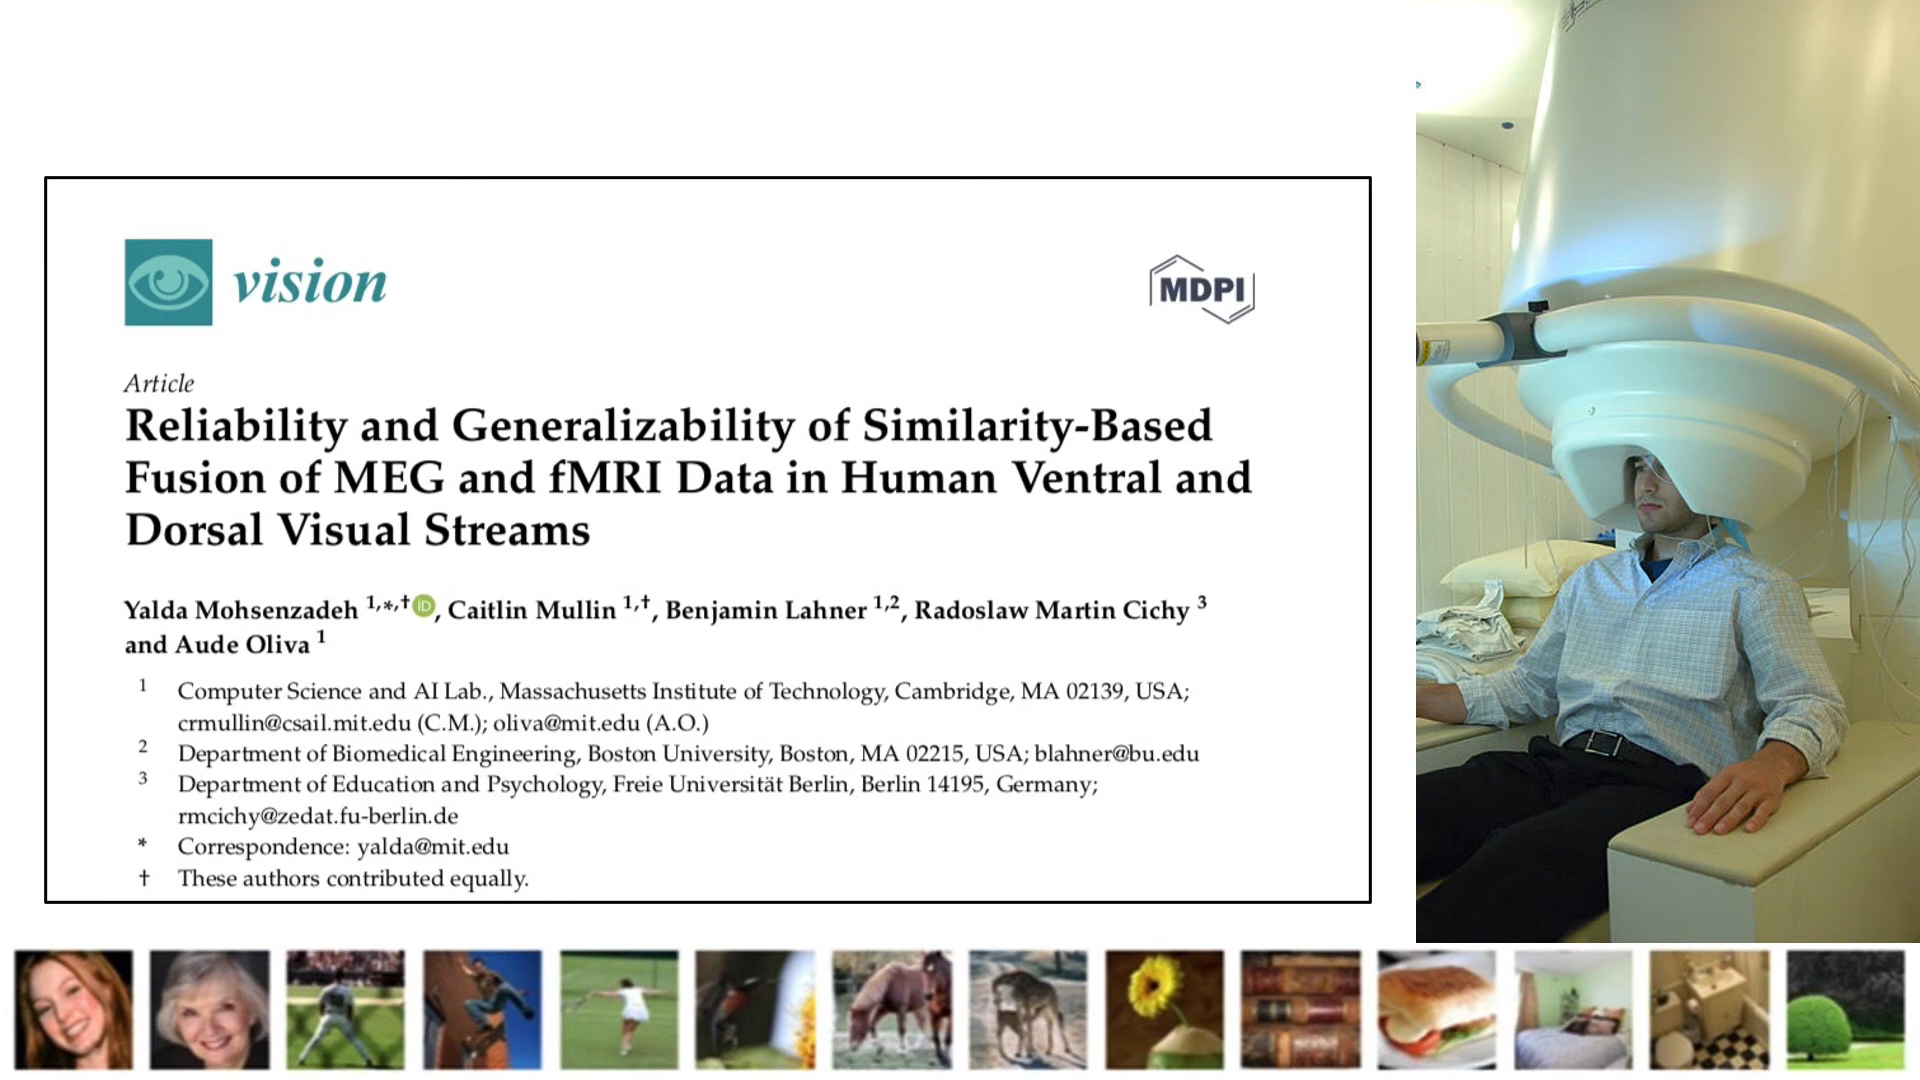 vision
MDPI
Article
Reliability and Generalizability of Similarity-Based
Fusion of MEG and fMRI Data in Human Ventral and
Dorsal Visual Streams
Yalda Mohsenzadeh 1,*,† iD, Caitlin Mullin 1,†, Benjamin Lahner 1,2, Radoslaw Martin Cichy 3
and Aude Oliva 1
1 Computer Science and AI Lab., Massachusetts Institute of Technology, Cambridge, MA 02139, USA;
crmullin@csail.mit.edu (C.M.); oliva@mit.edu (A.O.)
2 Department of Biomedical Engineering, Boston University, Boston, MA 02215, USA; blahner@bu.edu
3 Department of Education and Psychology, Freie Universität Berlin, Berlin 14195, Germany;
rmcichy@zedat.fu-berlin.de
* Correspondence: yalda@mit.edu
† These authors contributed equally.